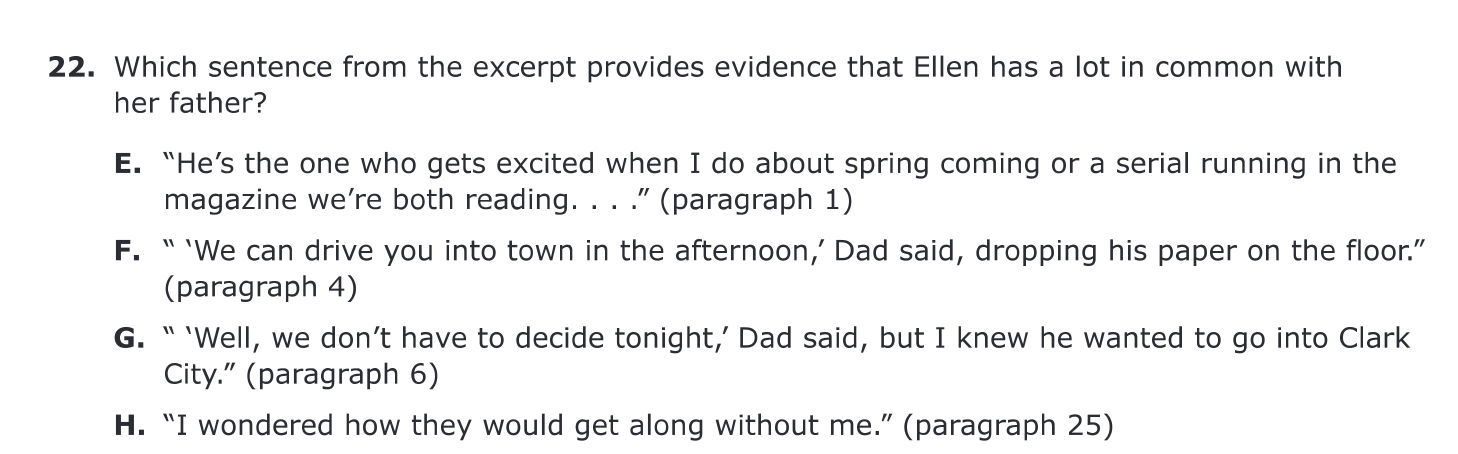 22. Which sentence from the excerpt provides evidence that Ellen has a lot in common with
her father?
E. “He’s the one who gets excited when I do about spring coming or a serial running in the
magazine we’re both reading. . . .” (paragraph 1)
F. “ ‘We can drive you into town in the afternoon,’ Dad said, dropping his paper on the floor.”
(paragraph 4)
G. “ ‘Well, we don’t have to decide tonight,’ Dad said, but I knew he wanted to go into Clark
City.” (paragraph 6)
H. “I wondered how they would get along without me.” (paragraph 25)